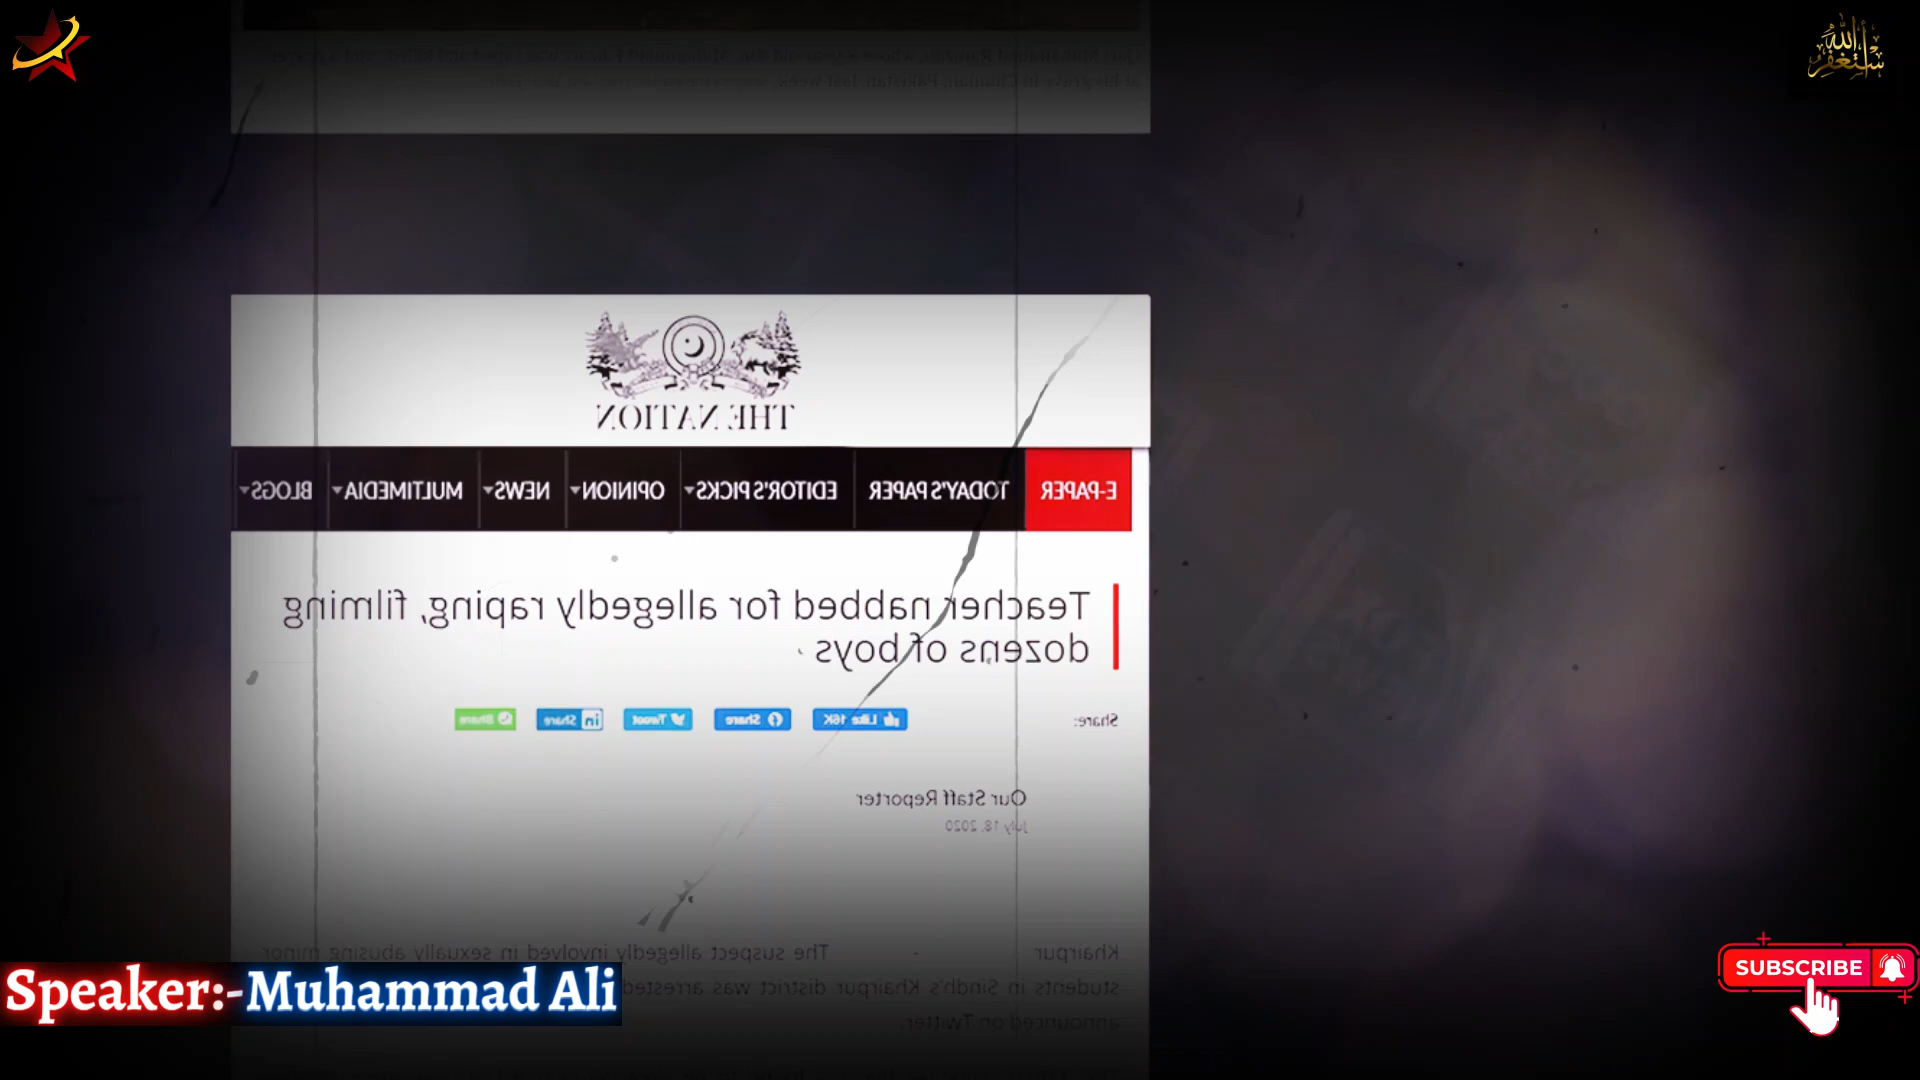 أستغفر الله
THE NATION
E-PAPER TODAY'S PAPER EDITOR'S PICKS OPINION NEWS MULTIMEDIA BLOGS
Teacher nabbed for allegedly raping, filming
dozens of boys
Share: Like 16K Share Tweet Share Share
Our Staff Reporter
July 18, 2020
Khairpur - The suspect allegedly involved in sexually abusing minor
students in Sindh's Khairpur district was arrested
announced on Twitter.
Speaker:-Muhammad Ali
SUBSCRIBE